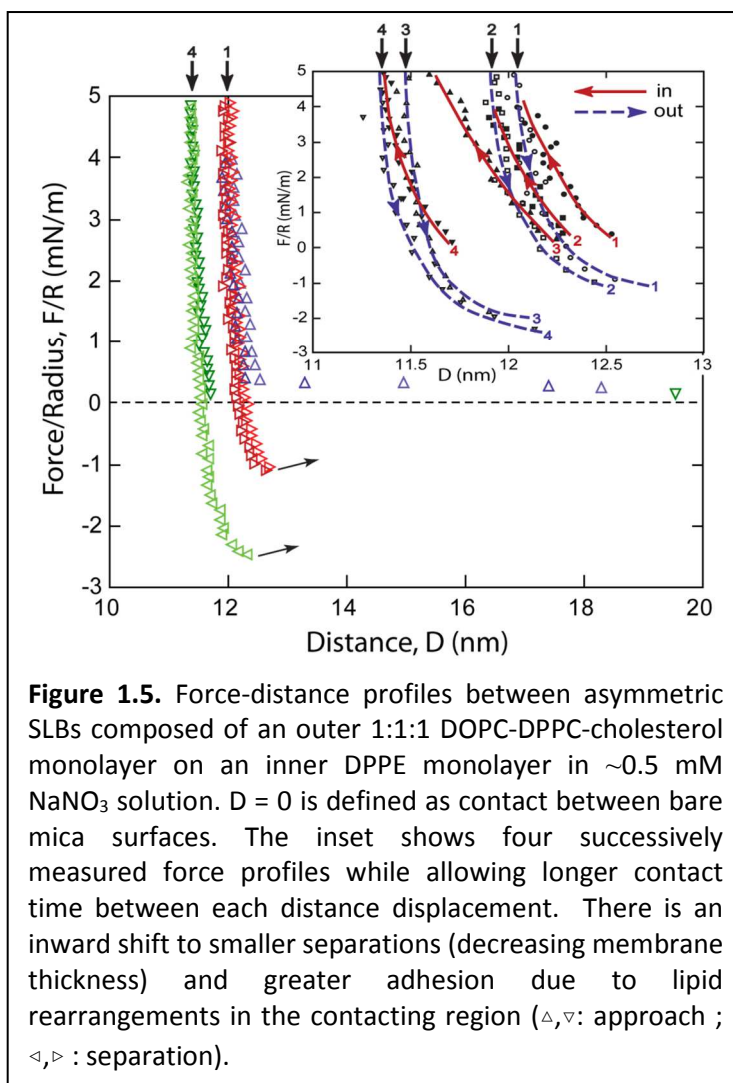 4 1
4 3 2 1
5
4
3
2
1
0
-1
-2
-3
Force/Radius, F/R (mN/m)
5
4
3
2
1
0
-1
-2
-3
F/R (mN/m)
in
out
4
3
2
1
1
2
3
4
11 11.5 12 12.5 13
D (nm)
10 12 14 16 18 20
Distance, D (nm)
Figure 1.5. Force-distance profiles between asymmetric
SLBs composed of an outer 1:1:1 DOPC-DPPC-cholesterol
monolayer on an inner DPPE monolayer in ~0.5 mM
NaNO₃ solution. D = 0 is defined as contact between bare
mica surfaces. The inset shows four successively
measured force profiles while allowing longer contact
time between each distance displacement. There is an
inward shift to smaller separations (decreasing membrane
thickness) and greater adhesion due to lipid
rearrangements in the contacting region (△,▽: approach ;
◁,▷ : separation).